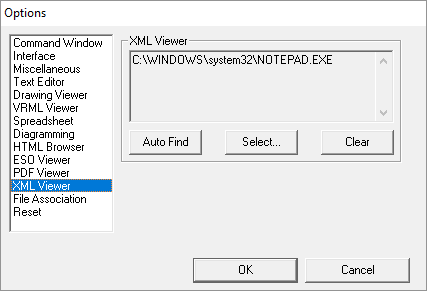 Options
Command Window
Interface
Miscellaneous
Text Editor
Drawing Viewer
VRML Viewer
Spreadsheet
Diagramming
HTML Browser
ESO Viewer
PDF Viewer
XML Viewer
File Association
Reset
XML Viewer
C:\WINDOWS\system32\NOTEPAD.EXE
Auto Find Select... Clear
OK Cancel